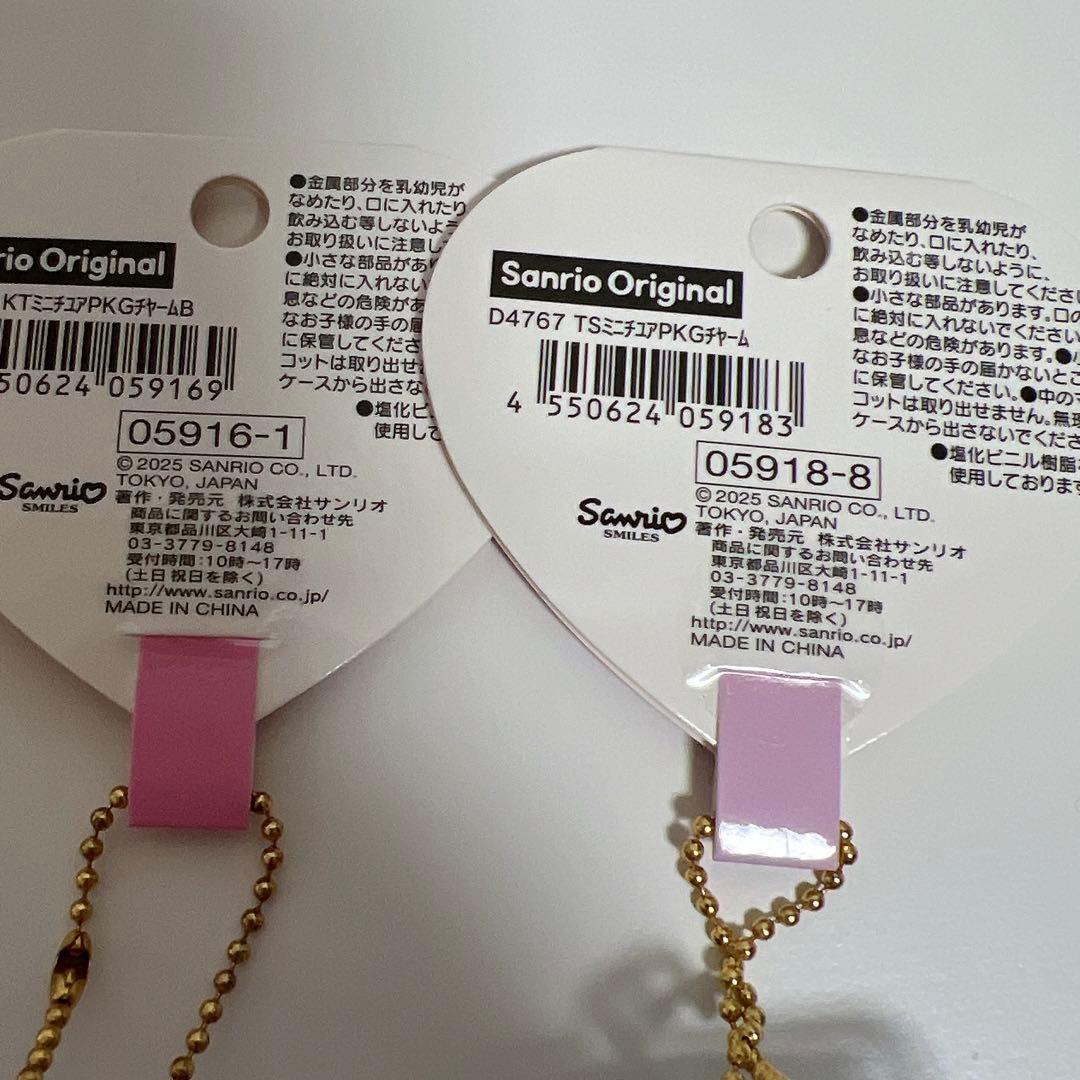 rio Original
KTミニチュアPKGチャームB
50624 059169
05916-1
© 2025 SANRIO CO., LTD.
TOKYO, JAPAN
Sanrio
SMILES
著作・発売元 株式会社サンリオ
商品に関するお問い合わせ先
東京都品川区大崎1-11-1
03-3779-8148
受付時間:10時〜17時
(土日祝日を除く)
http://www.sanrio.co.jp/
MADE IN CHINA
●金属部分を乳幼児が
なめたり、口に入れたり
飲み込む等しないよう
お取り扱いに注意し
●小さな部品があり
に絶対に入れない
息などの危険があ
なお子様の手の届
に保管してくださ
コットは取り出せ
ケースから出さな
●塩化ビニ
使用して
Sanrio Original
D4767 TSミニチュアPKGチャーム
4 550624 059183
05918-8
© 2025 SANRIO CO., LTD.
TOKYO, JAPAN
Sanrio
SMILES
著作・発売元 株式会社サンリオ
商品に関するお問い合わせ先
東京都品川区大崎1-11-1
03-3779-8148
受付時間:10時〜17時
(土日祝日を除く)
http://www.sanrio.co.jp/
MADE IN CHINA
●金属部分を乳幼児が
なめたり、口に入れたり、
飲み込む等しないように、
お取り扱いに注意してくださ
●小さな部品があります。口の
に絶対に入れないでください
息などの危険があります。●
なお子様の手の届かないとこ
に保管してください。●中のマ
コットは取り出せません。無理
ケースから出さないでくださ
●塩化ビニル樹脂
使用しております